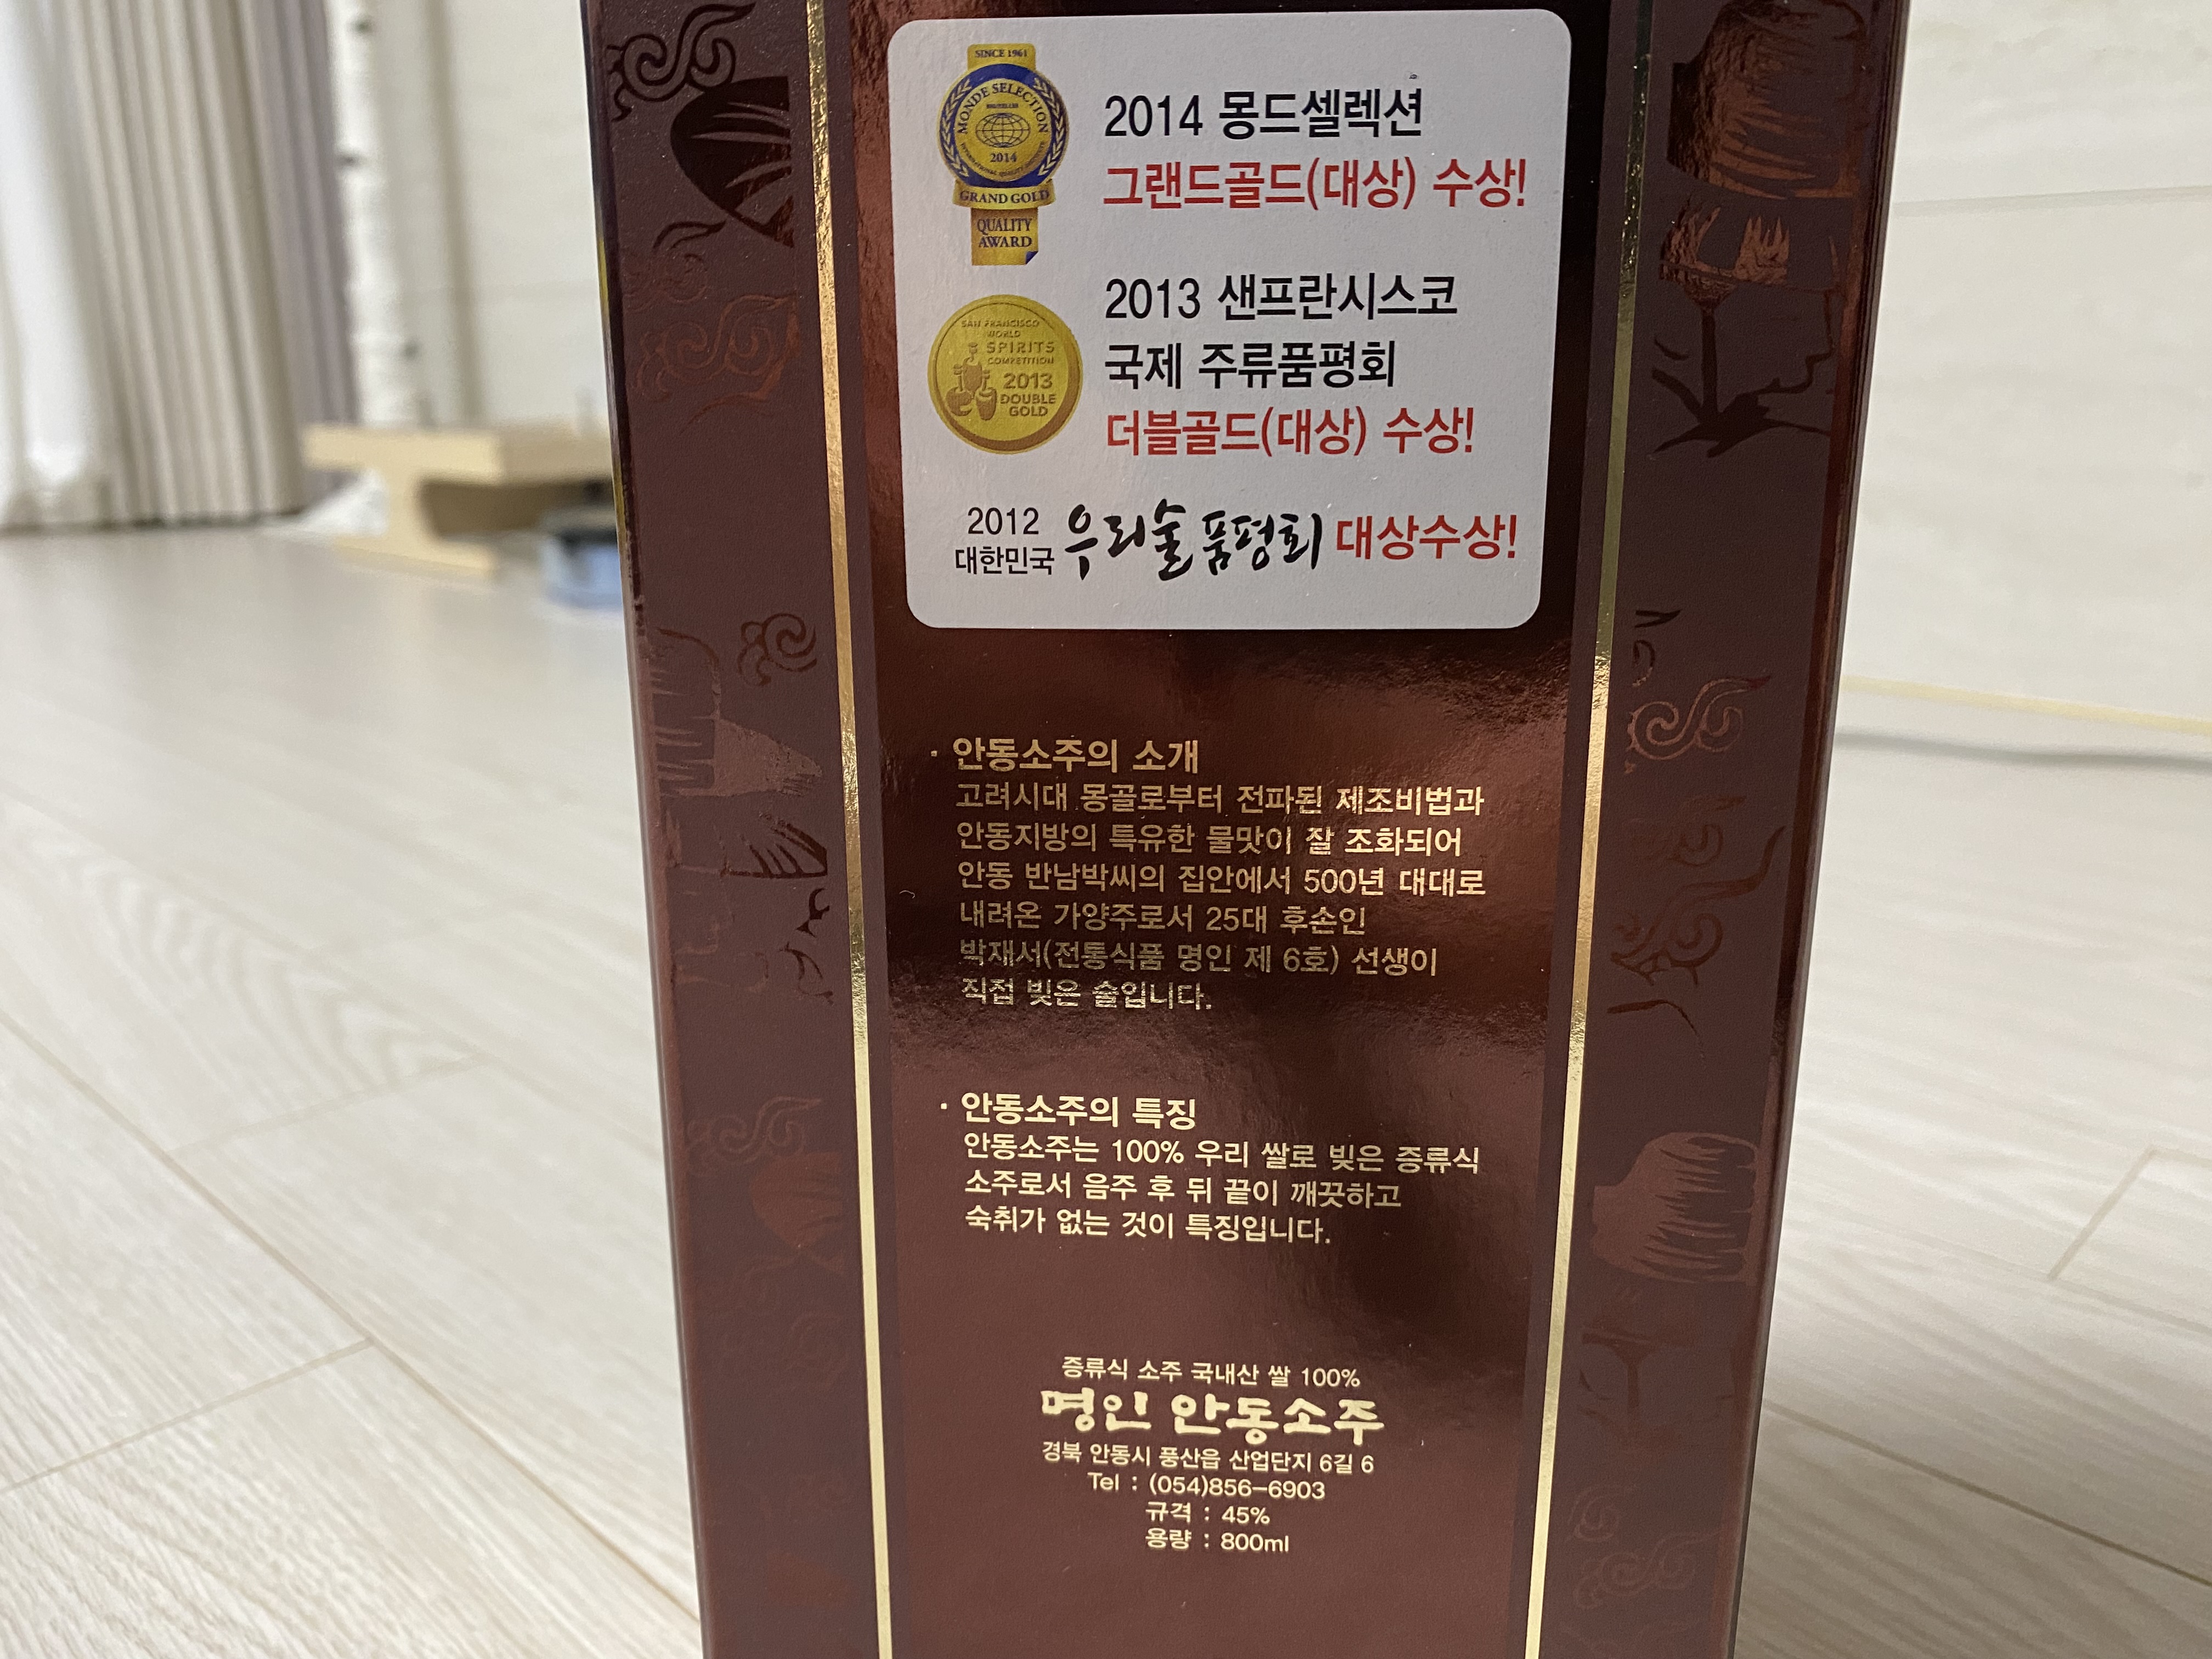 SINCE 1961
MONDE SELECTION
2014
GRAND GOLD
QUALITY
AWARD
2014 몽드셀렉션
그랜드골드(대상) 수상!
SAN FRANCISCO
WORLD
SPIRITS
COMPETITION
2013
DOUBLE
GOLD
2013 샌프란시스코
국제 주류품평회
더블골드(대상) 수상!
2012
대한민국 우리술 품평회 대상수상!
· 안동소주의 소개
고려시대 몽골로부터 전파된 제조비법과
안동지방의 특유한 물맛이 잘 조화되어
안동 반남박씨의 집안에서 500년 대대로
내려온 가양주로서 25대 후손인
박재서(전통식품 명인 제 6호) 선생이
직접 빚은 술입니다.
· 안동소주의 특징
안동소주는 100% 우리 쌀로 빚은 증류식
소주로서 음주 후 뒤 끝이 깨끗하고
숙취가 없는 것이 특징입니다.
증류식 소주 국내산 쌀 100%
명인 안동소주
경북 안동시 풍산읍 산업단지 6길 6
Tel : (054)856-6903
규격 : 45%
용량 : 800ml